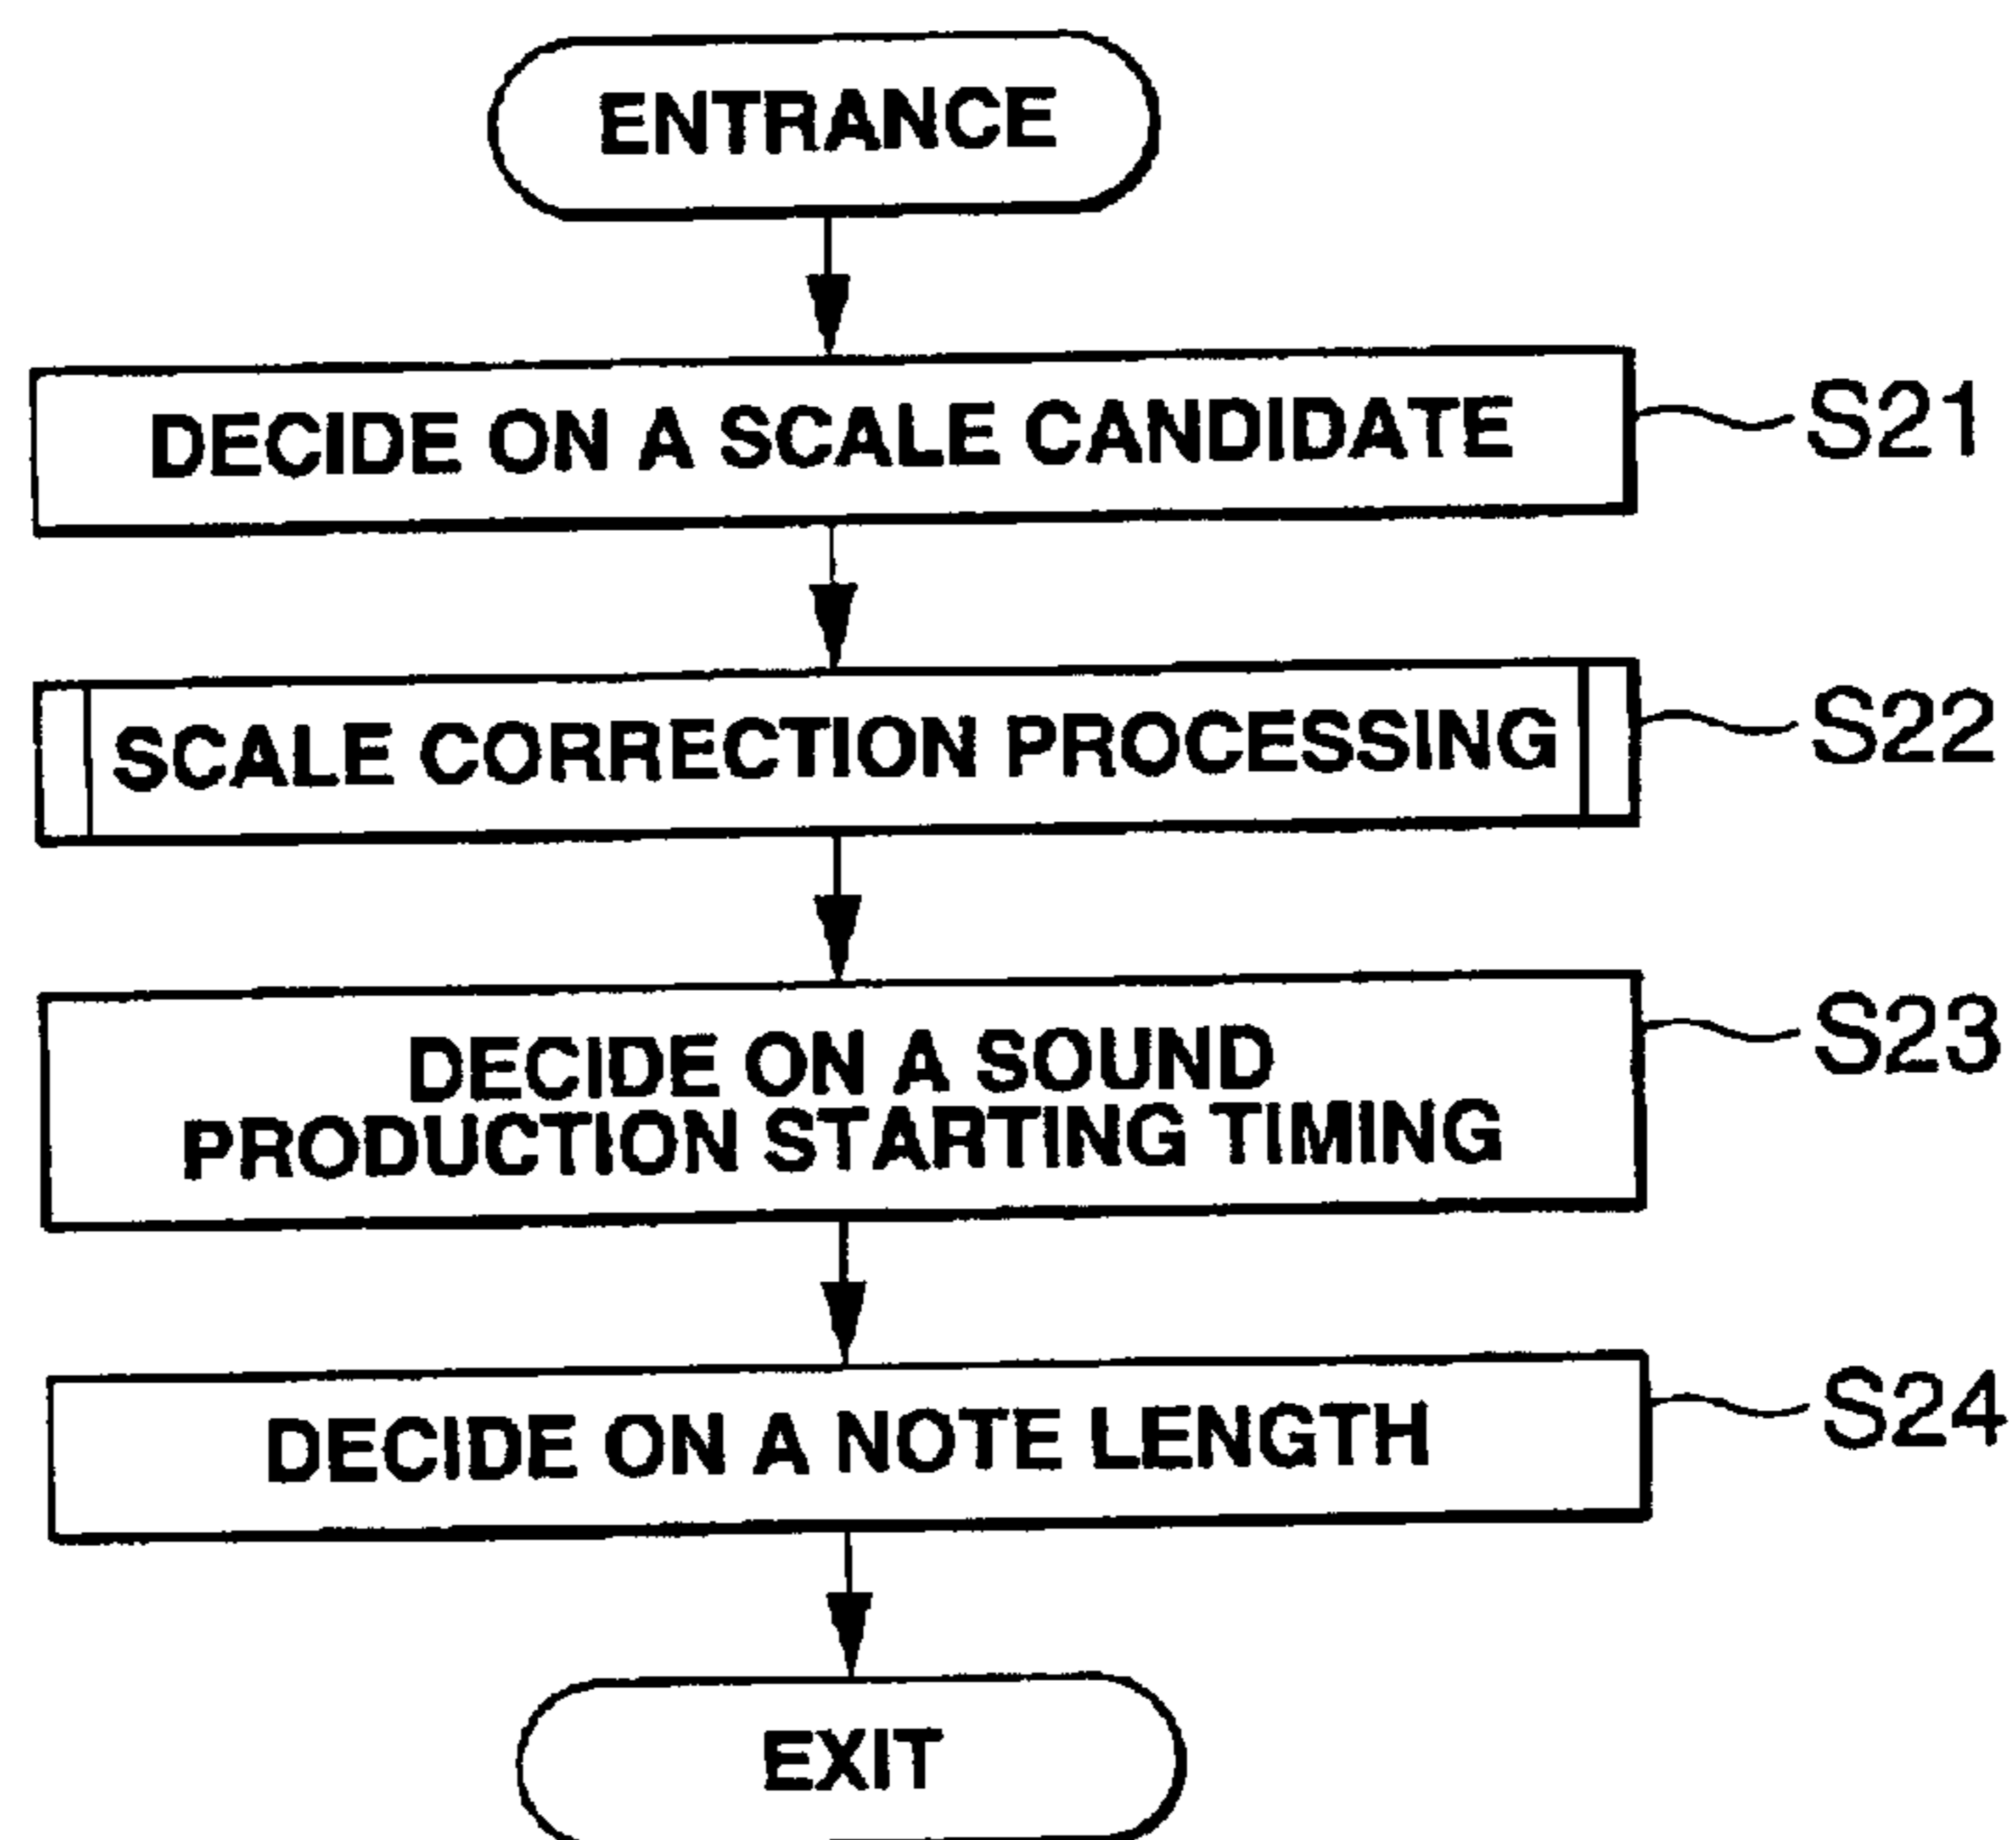 ENTRANCE
DECIDE ON A SCALE CANDIDATE
S21
SCALE CORRECTION PROCESSING
S22
DECIDE ON A SOUND
PRODUCTION STARTING TIMING
S23
DECIDE ON A NOTE LENGTH
S24
EXIT